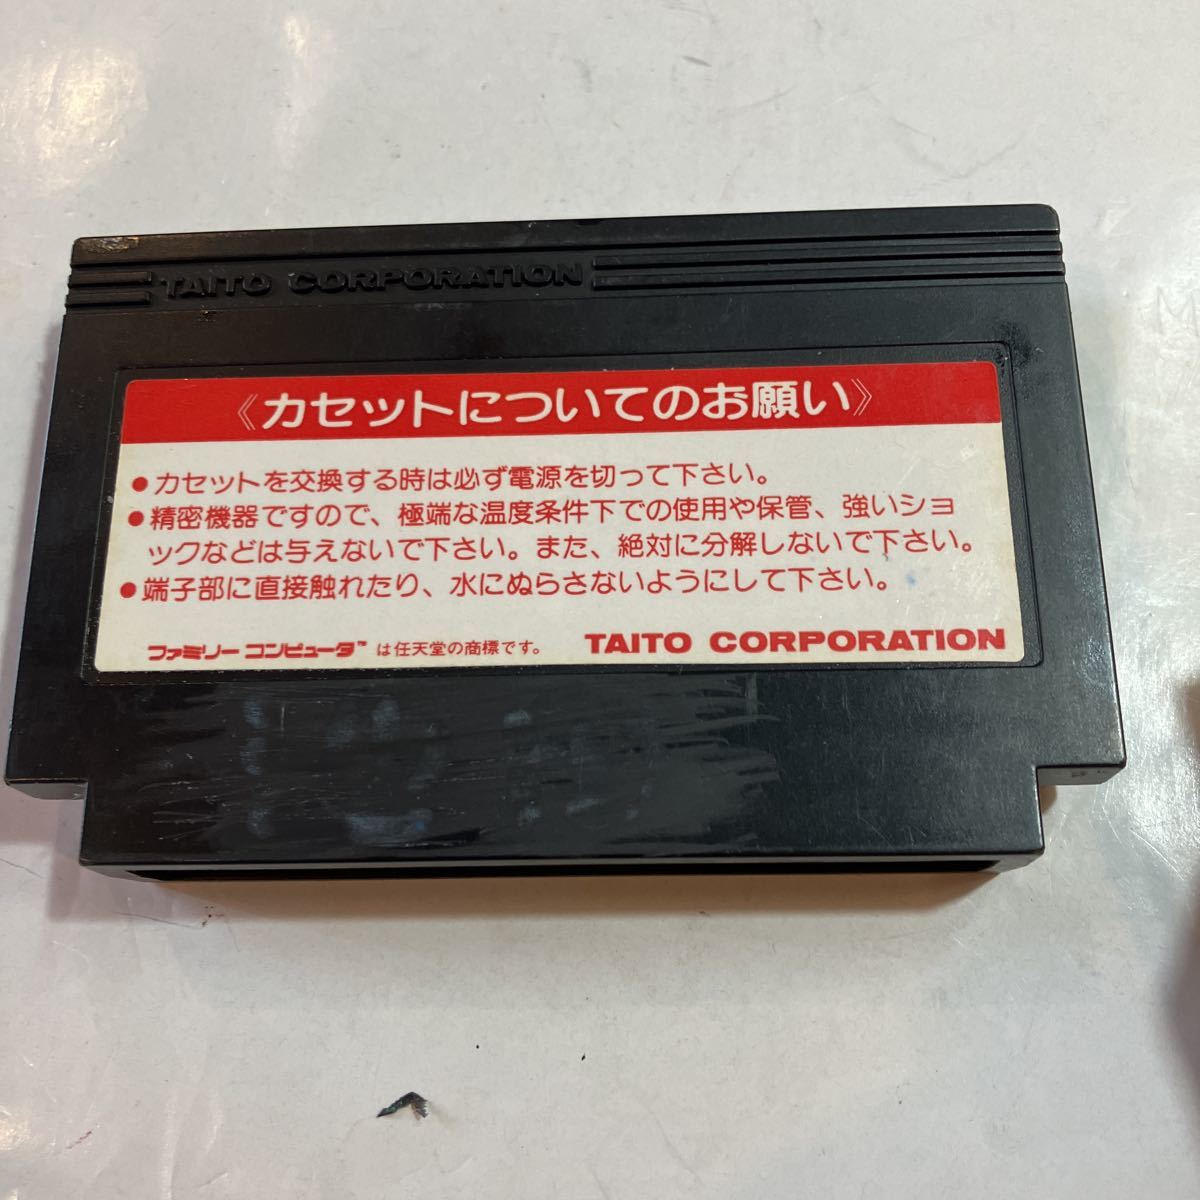 TAITO CORPORATION
《カセットについてのお願い》
●カセットを交換する時は必ず電源を切って下さい。
●精密機器ですので、極端な温度条件下での使用や保管、強いショ
ックなどは与えないで下さい。また、絶対に分解しないで下さい。
●端子部に直接触れたり、水にぬらさないようにして下さい。
ファミリーコンピュータ™は任天堂の商標です。 TAITO CORPORATION